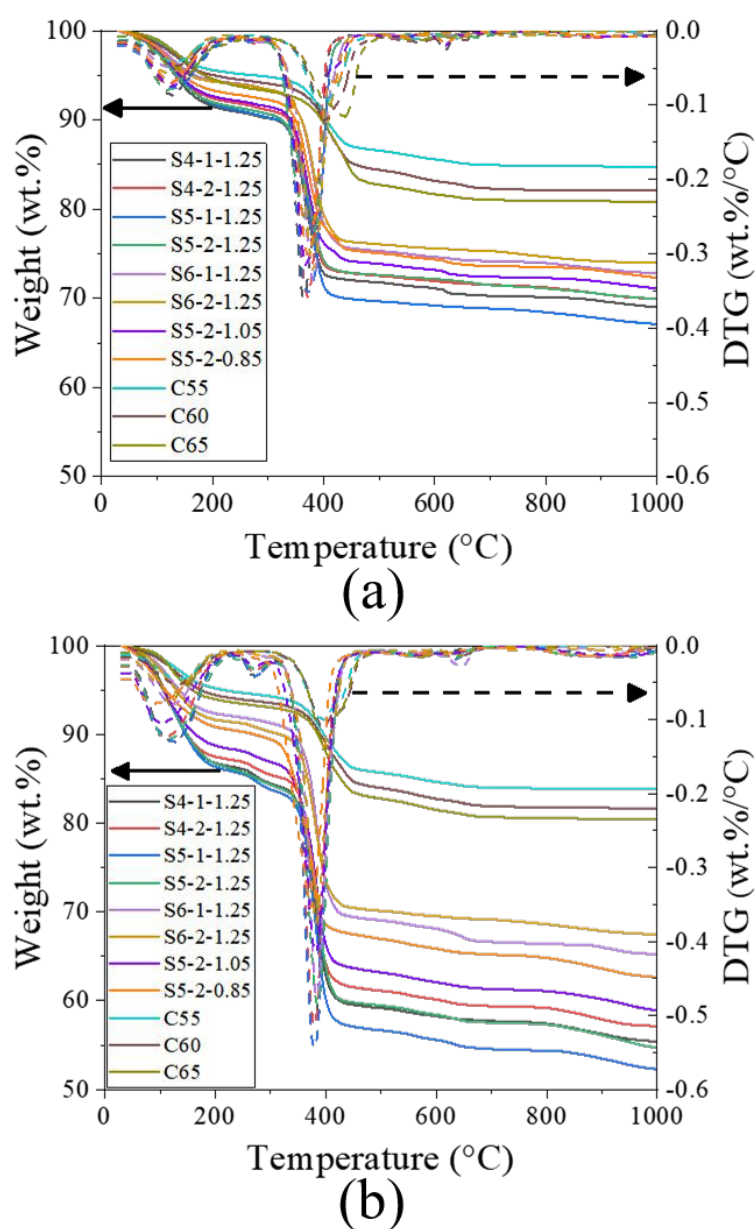 100
90
80
70
60
50
Weight (wt.%)
S4-1-1.25
S4-2-1.25
S5-1-1.25
S5-2-1.25
S6-1-1.25
S6-2-1.25
S5-2-1.05
S5-2-0.85
C55
C60
C65
0.0
-0.1
-0.2
-0.3
-0.4
-0.5
-0.6
DTG (wt.%/°C)
0 200 400 600 800 1000
Temperature (°C)
(a)
100
90
80
70
60
50
Weight (wt.%)
S4-1-1.25
S4-2-1.25
S5-1-1.25
S5-2-1.25
S6-1-1.25
S6-2-1.25
S5-2-1.05
S5-2-0.85
C55
C60
C65
0.0
-0.1
-0.2
-0.3
-0.4
-0.5
-0.6
DTG (wt.%/°C)
0 200 400 600 800 1000
Temperature (°C)
(b)